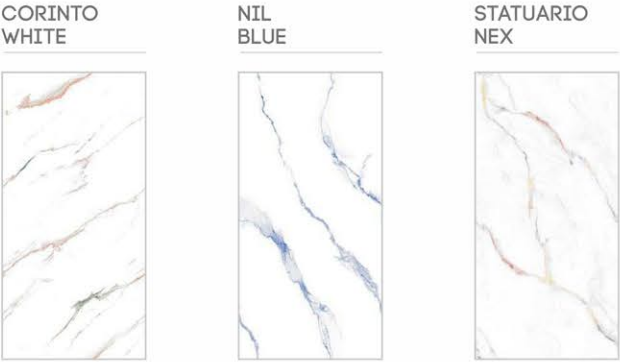 CORINTO
WHITE
NIL
BLUE
STATUARIO
NEX